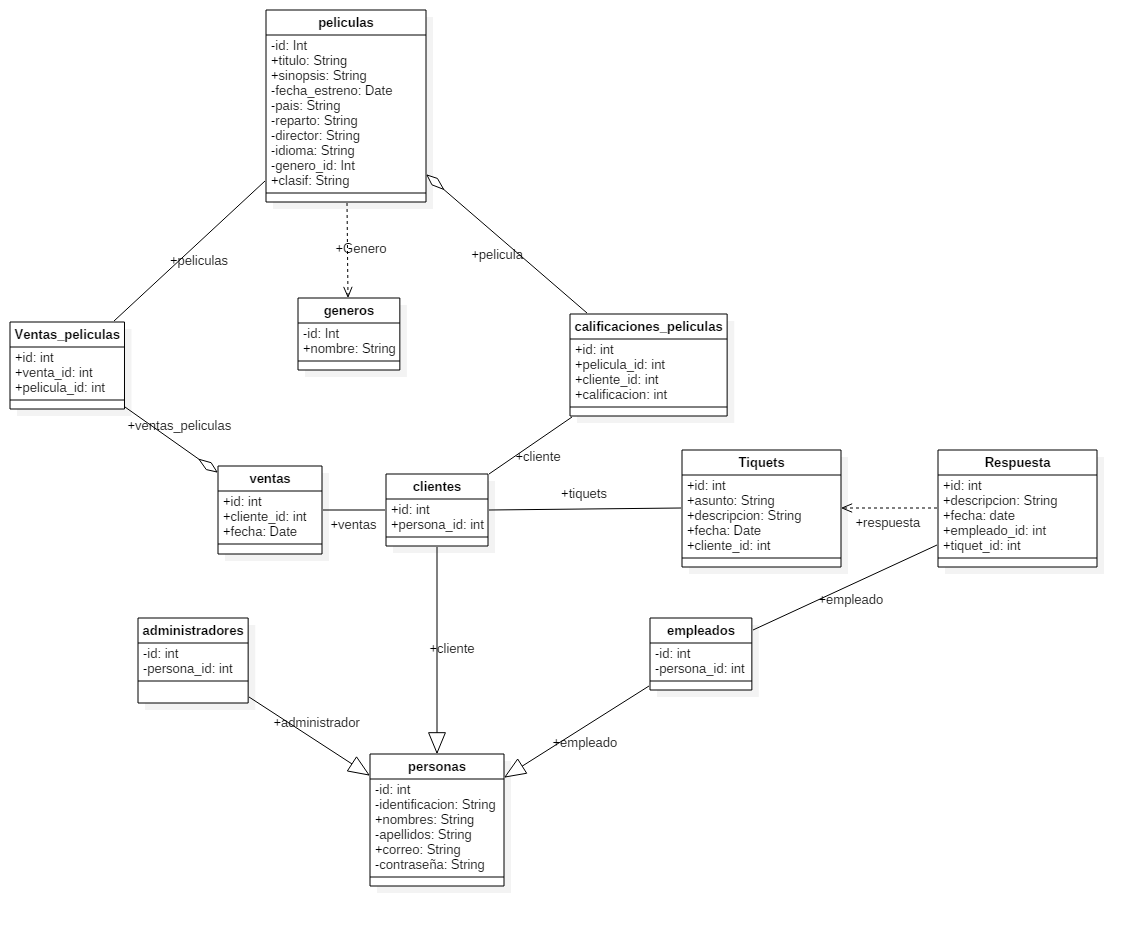 peliculas
-id: Int
+titulo: String
+sinopsis: String
-fecha_estreno: Date
-pais: String
-reparto: String
-director: String
-idioma: String
-genero_id: Int
+clasif: String
+peliculas
+Genero
+pelicula
generos
-id: Int
+nombre: String
Ventas_peliculas
+id: int
+venta_id: int
+pelicula_id: int
calificaciones_peliculas
+id: int
+pelicula_id: int
+cliente_id: int
+calificacion: int
+ventas_peliculas
+cliente
ventas
+id: int
+cliente_id: int
+fecha: Date
+ventas
clientes
+id: int
+persona_id: int
+tiquets
Tiquets
+id: int
+asunto: String
+descripcion: String
+fecha: Date
+cliente_id: int
+respuesta
Respuesta
+id: int
+descripcion: String
+fecha: date
+empleado_id: int
+tiquet_id: int
+empleado
administradores
-id: int
-persona_id: int
+cliente
empleados
-id: int
-persona_id: int
+administrador
+empleado
personas
-id: int
-identificacion: String
+nombres: String
-apellidos: String
+correo: String
-contraseña: String